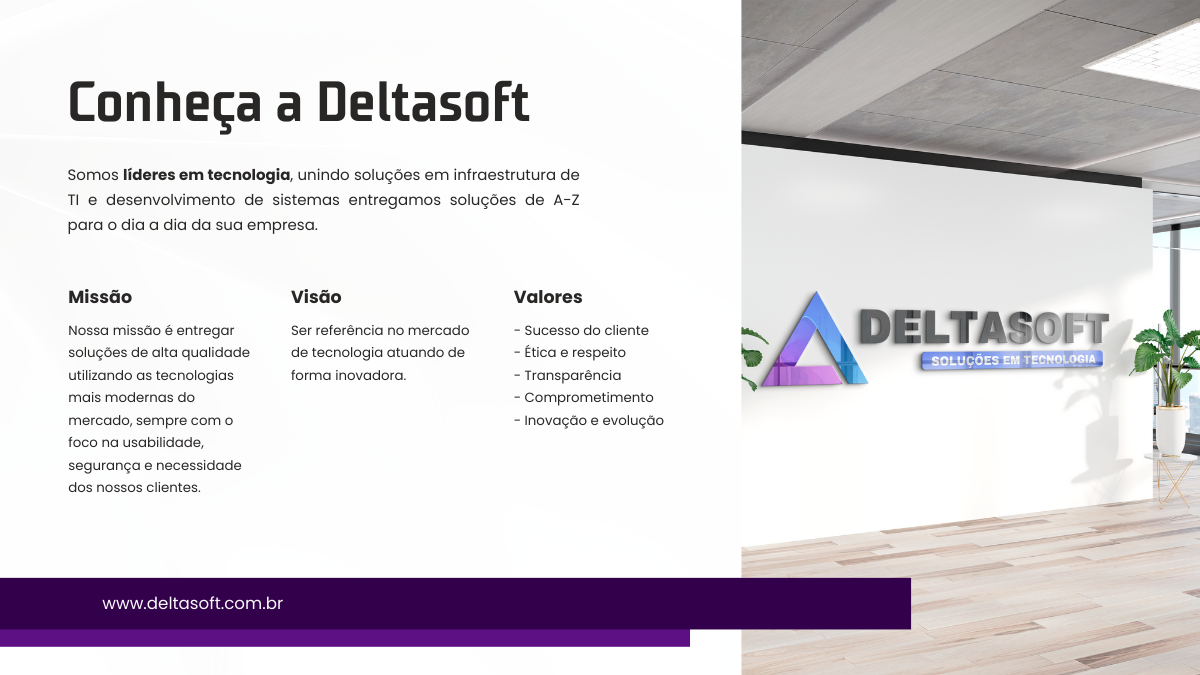 Conheça a Deltasoft
Somos líderes em tecnologia, unindo soluções em infraestrutura de
TI e desenvolvimento de sistemas entregamos soluções de A-Z
para o dia a dia da sua empresa.
Missão
Nossa missão é entregar
soluções de alta qualidade
utilizando as tecnologias
mais modernas do
mercado, sempre com o
foco na usabilidade,
segurança e necessidade
dos nossos clientes.
Visão
Ser referência no mercado
de tecnologia atuando de
forma inovadora.
Valores
- Sucesso do cliente
- Ética e respeito
- Transparência
- Comprometimento
- Inovação e evolução
DELTASOFT
SOLUÇÕES EM TECNOLOGIA
www.deltasoft.com.br